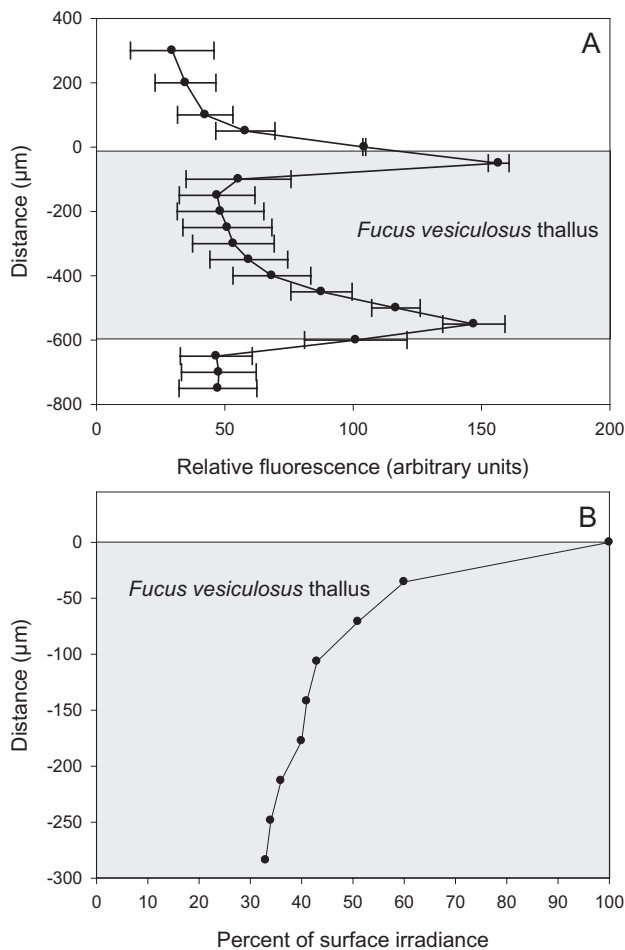 A
400
200
0
-200
-400
-600
-800
Distance (µm)
Fucus vesiculosus thallus
0 50 100 150 200
Relative fluorescence (arbitrary units)
B
0
-50
-100
-150
-200
-250
-300
Distance (µm)
Fucus vesiculosus thallus
0 10 20 30 40 50 60 70 80 90 100
Percent of surface irradiance